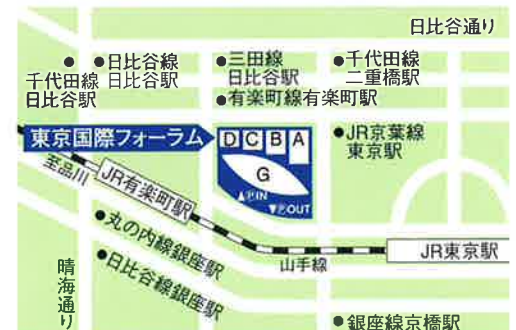 日比谷通り
●日比谷線
日比谷駅
●
千代田線
日比谷駅
●三田線
日比谷駅
●千代田線
二重橋駅
●有楽町線有楽町駅
東京国際フォーラム
D C B A
G
▲ⓅIN
▼ⓅOUT
●JR京葉線
東京駅
至品川
JR有楽町駅
●丸の内線銀座駅
●日比谷線銀座駅
山手線
JR東京駅
晴海通り
●銀座線京橋駅